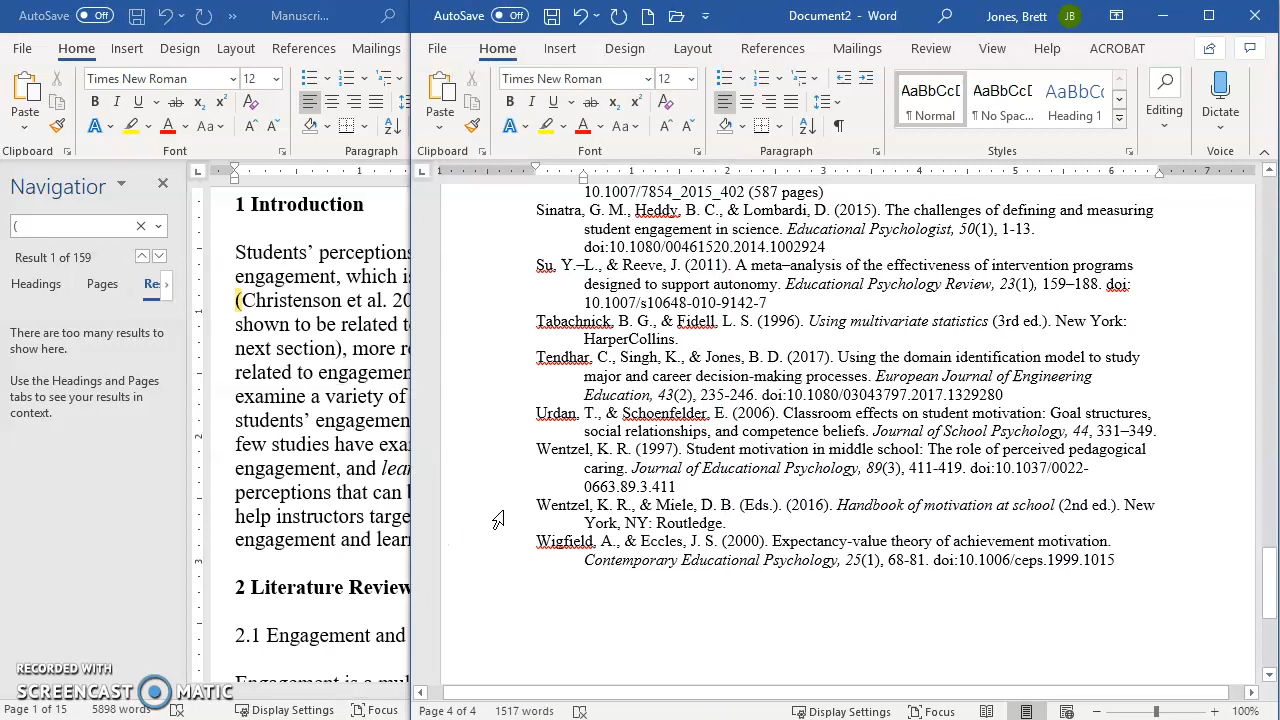 AutoSave Off Manuscri...
File Home Insert Design Layout References Mailings
Times New Roman 12
Paste
Clipboard Font Paragraph
Navigation
(
Result 1 of 159
Headings Pages Re
There are too many results to
show here.
Use the Headings and Pages
tabs to see your results in
context.
1 Introduction
Students' perceptions
engagement, which i
(Christenson et al. 20
shown to be related t
next section), more r
related to engagemen
examine a variety of
students' engagement
few studies have exa
engagement, and lear
perceptions that can b
help instructors targe
engagement and learn
2 Literature Review
2.1 Engagement and
Engagement is a mul
RECORDED WITH
SCREENCAST MATIC
Page 1 of 15 5898 words Display Settings Focus
AutoSave Off Document2 - Word Jones, Brett JB
File Home Insert Design Layout References Mailings Review View Help ACROBAT
Times New Roman 12
AaBbCcD AaBbCcD AaBbCc
Paste ¶ Normal ¶ No Spac... Heading 1 Editing Dictate
Clipboard Font Paragraph Styles Voice
1 1 2 3 4 5 6 7
10.1007/7854_2015_402 (587 pages)
Sinatra, G. M., Heddy, B. C., & Lombardi, D. (2015). The challenges of defining and measuring
student engagement in science. Educational Psychologist, 50(1), 1-13.
doi:10.1080/00461520.2014.1002924
Su, Y.–L., & Reeve, J. (2011). A meta–analysis of the effectiveness of intervention programs
designed to support autonomy. Educational Psychology Review, 23(1), 159–188. doi:
10.1007/s10648-010-9142-7
Tabachnick, B. G., & Fidell, L. S. (1996). Using multivariate statistics (3rd ed.). New York:
HarperCollins.
Tendhar, C., Singh, K., & Jones, B. D. (2017). Using the domain identification model to study
major and career decision-making processes. European Journal of Engineering
Education, 43(2), 235-246. doi:10.1080/03043797.2017.1329280
Urdan, T., & Schoenfelder, E. (2006). Classroom effects on student motivation: Goal structures,
social relationships, and competence beliefs. Journal of School Psychology, 44, 331–349.
Wentzel, K. R. (1997). Student motivation in middle school: The role of perceived pedagogical
caring. Journal of Educational Psychology, 89(3), 411-419. doi:10.1037/0022-
0663.89.3.411
Wentzel, K. R., & Miele, D. B. (Eds.). (2016). Handbook of motivation at school (2nd ed.). New
York, NY: Routledge.
Wigfield, A., & Eccles, J. S. (2000). Expectancy-value theory of achievement motivation.
Contemporary Educational Psychology, 25(1), 68-81. doi:10.1006/ceps.1999.1015
Page 4 of 4 1517 words Display Settings Focus 100%